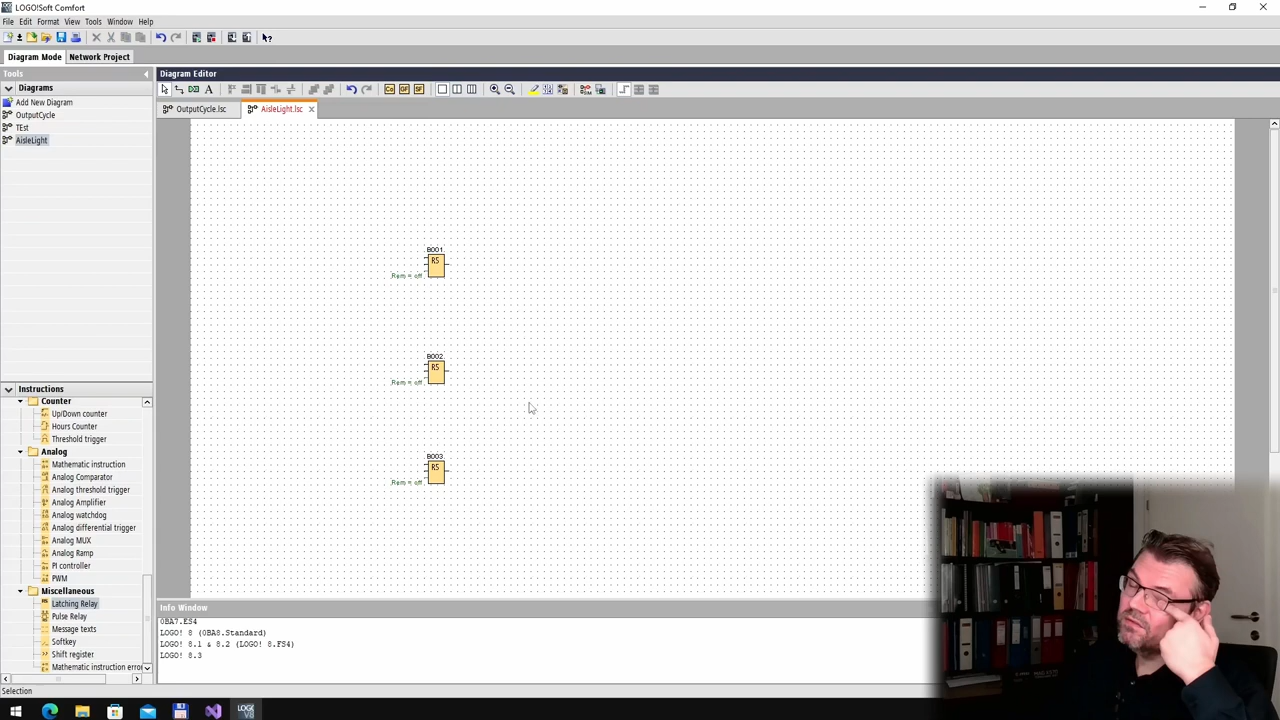 LOGO!Soft Comfort
File Edit Format View Tools Window Help
Diagram Mode Network Project
Tools
Diagrams
Add New Diagram
OutputCycle
TEst
AisleLight
Instructions
Counter
Up/Down counter
Hours Counter
Threshold trigger
Analog
Mathematic instruction
Analog Comparator
Analog threshold trigger
Analog Amplifier
Analog watchdog
Analog differential trigger
Analog MUX
Analog Ramp
PI controller
PWM
Miscellaneous
Latching Relay
Pulse Relay
Message texts
Softkey
Shift register
Mathematic instruction erro
Selection
Diagram Editor
A Co GF SF
OutputCycle.lsc AisleLight.lsc
B001
RS
Rem = off
B002
RS
Rem = off
B003
RS
Rem = off
Info Window
0BA7.ES4
LOGO! 8 (0BA8.Standard)
LOGO! 8.1 & 8.2 (LOGO! 8.FS4)
LOGO! 8.3